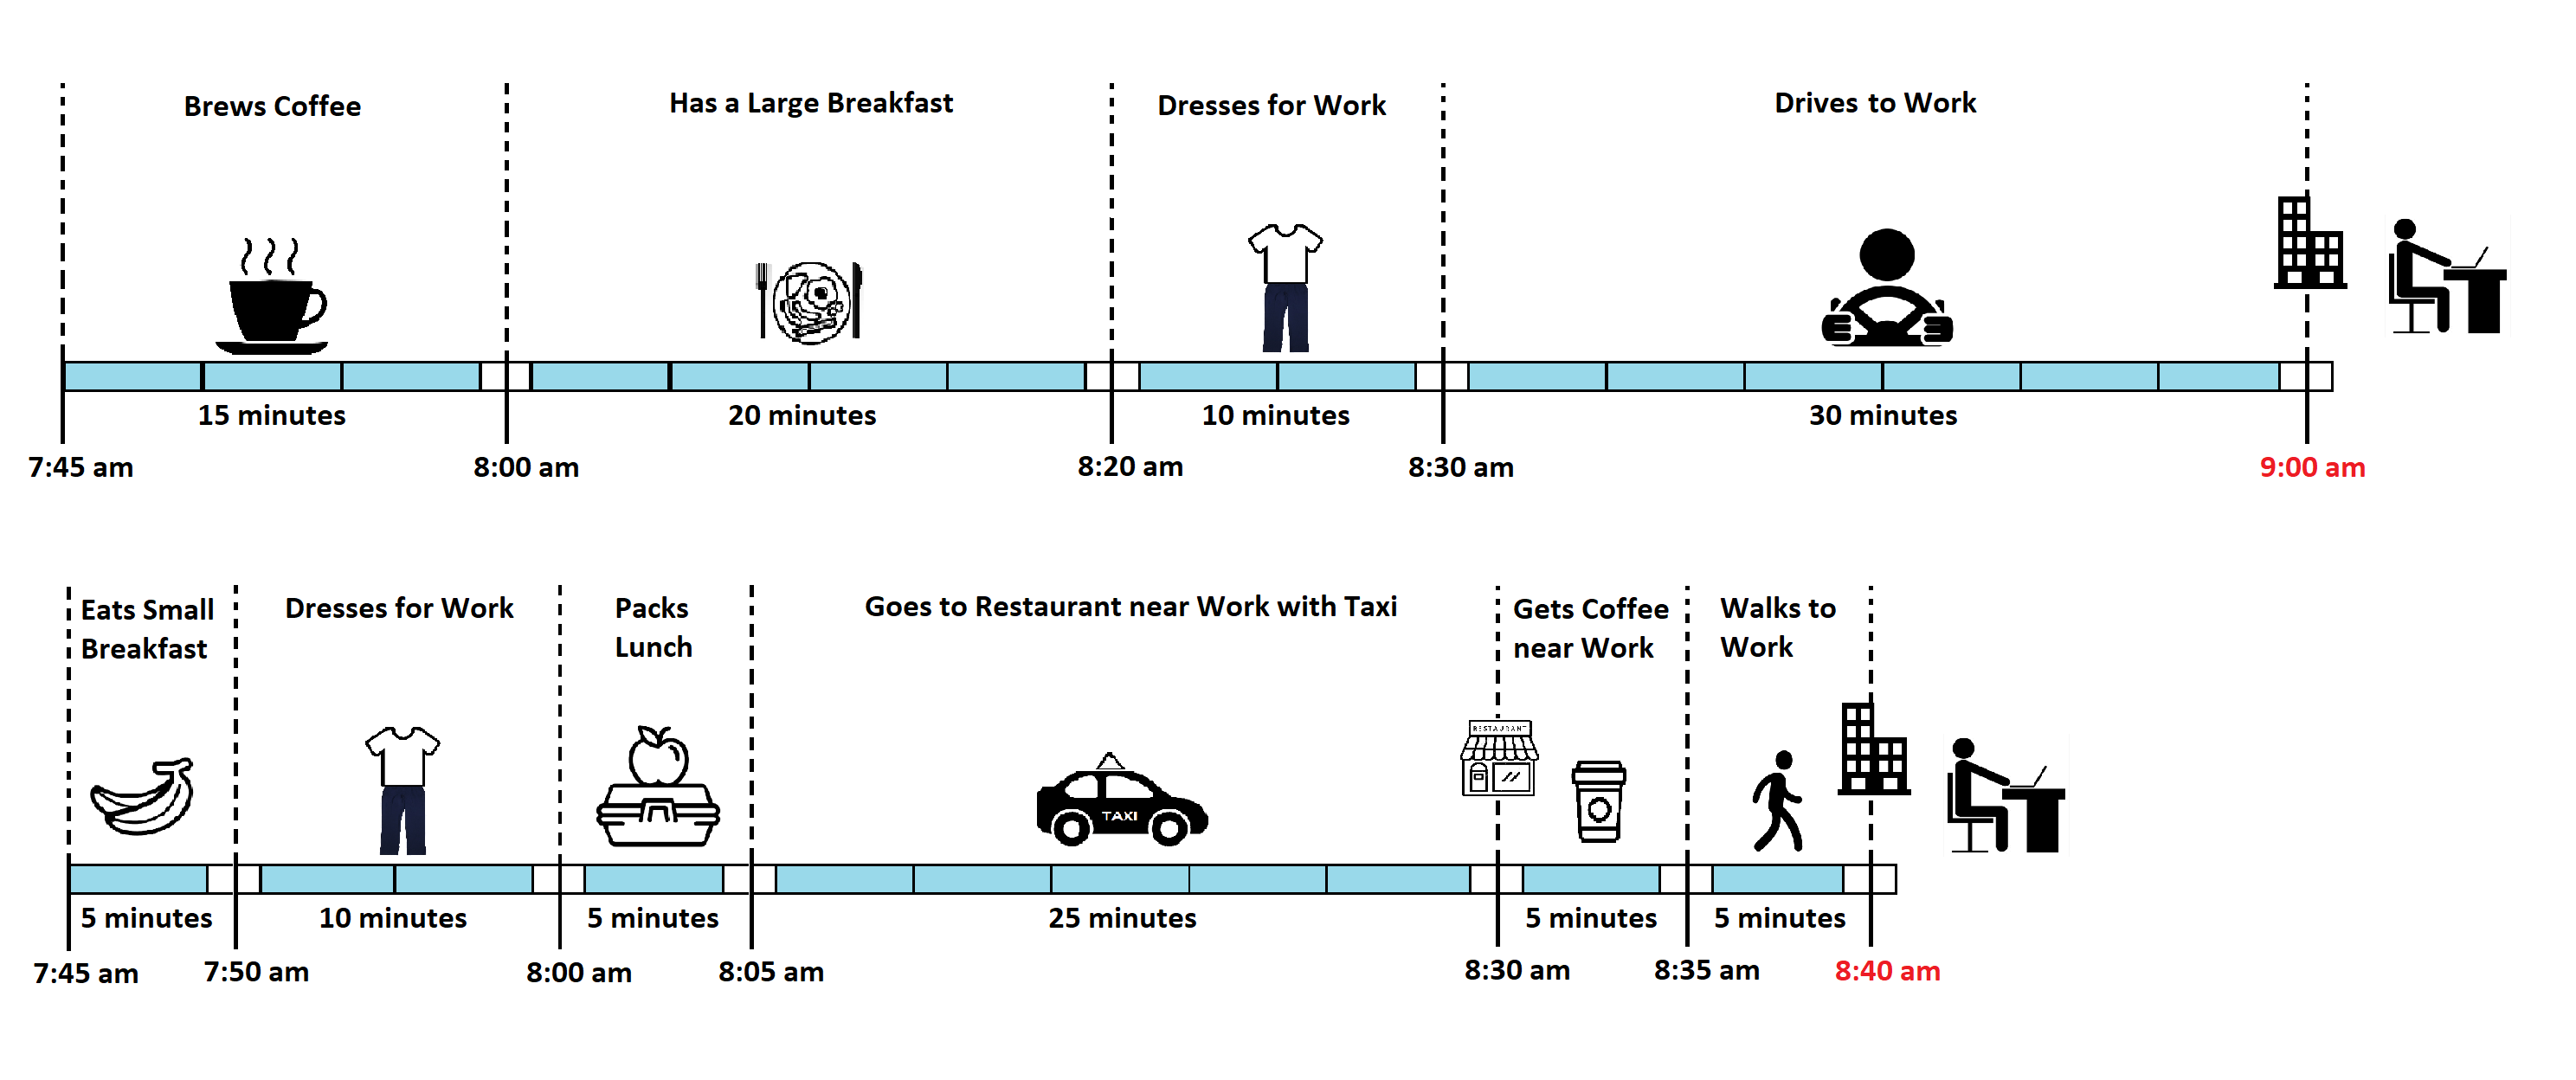 Brews Coffee
Has a Large Breakfast
Dresses for Work
Drives to Work
15 minutes
20 minutes
10 minutes
30 minutes
7:45 am
8:00 am
8:20 am
8:30 am
9:00 am
Eats Small
Breakfast
Dresses for Work
Packs
Lunch
Goes to Restaurant near Work with Taxi
Gets Coffee
near Work
Walks to
Work
RESTAURANT
TAXI
5 minutes
10 minutes
5 minutes
25 minutes
5 minutes
5 minutes
7:45 am
7:50 am
8:00 am
8:05 am
8:30 am
8:35 am
8:40 am